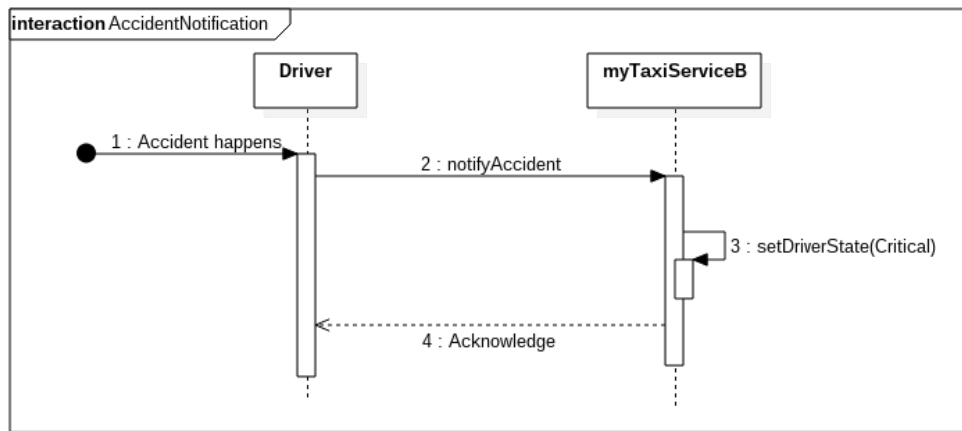 interaction AccidentNotification
Driver
myTaxiServiceB
1 : Accident happens
2 : notifyAccident
3 : setDriverState(Critical)
4 : Acknowledge